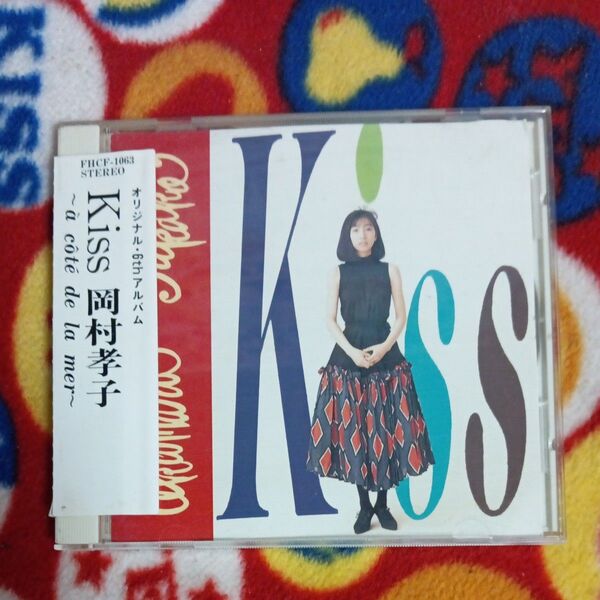 FHCF-1063
STEREO
オリジナル・6thアルバム
Kiss 岡村孝子
～à côté de la mer～
Kiss
KISS
KISS